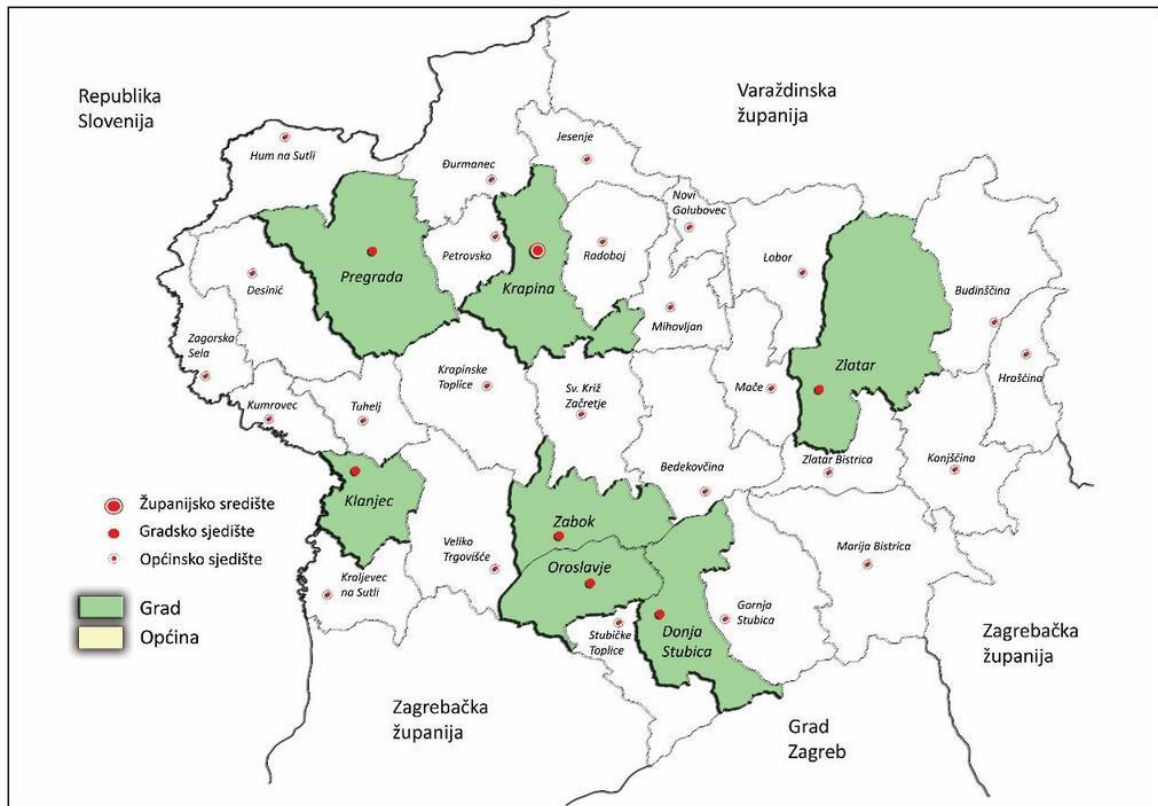 Republika
Slovenija
Varaždinska
županija
Hum na Sutli
Đurmanec
Jesenje
Novi
Golubovec
Pregrada
Petrovsko
Krapina
Radoboj
Lobor
Desinić
Mihovljan
Budinščina
Zagorska
Sela
Krapinske
Toplice
Sv. Križ
Začretje
Mače
Zlatar
Hrašćina
Kumrovec
Tuhelj
Bedekovčina
Zlatar Bistrica
Konjščina
Klanjec
Zabok
Veliko
Trgovišće
Oroslavje
Marija Bistrica
Kraljevec
na Sutli
Stubičke
Toplice
Donja
Stubica
Gornja
Stubica
Županijsko središte
Gradsko sjedište
Općinsko sjedište
Grad
Općina
Zagrebačka
županija
Grad
Zagreb
Zagrebačka
županija